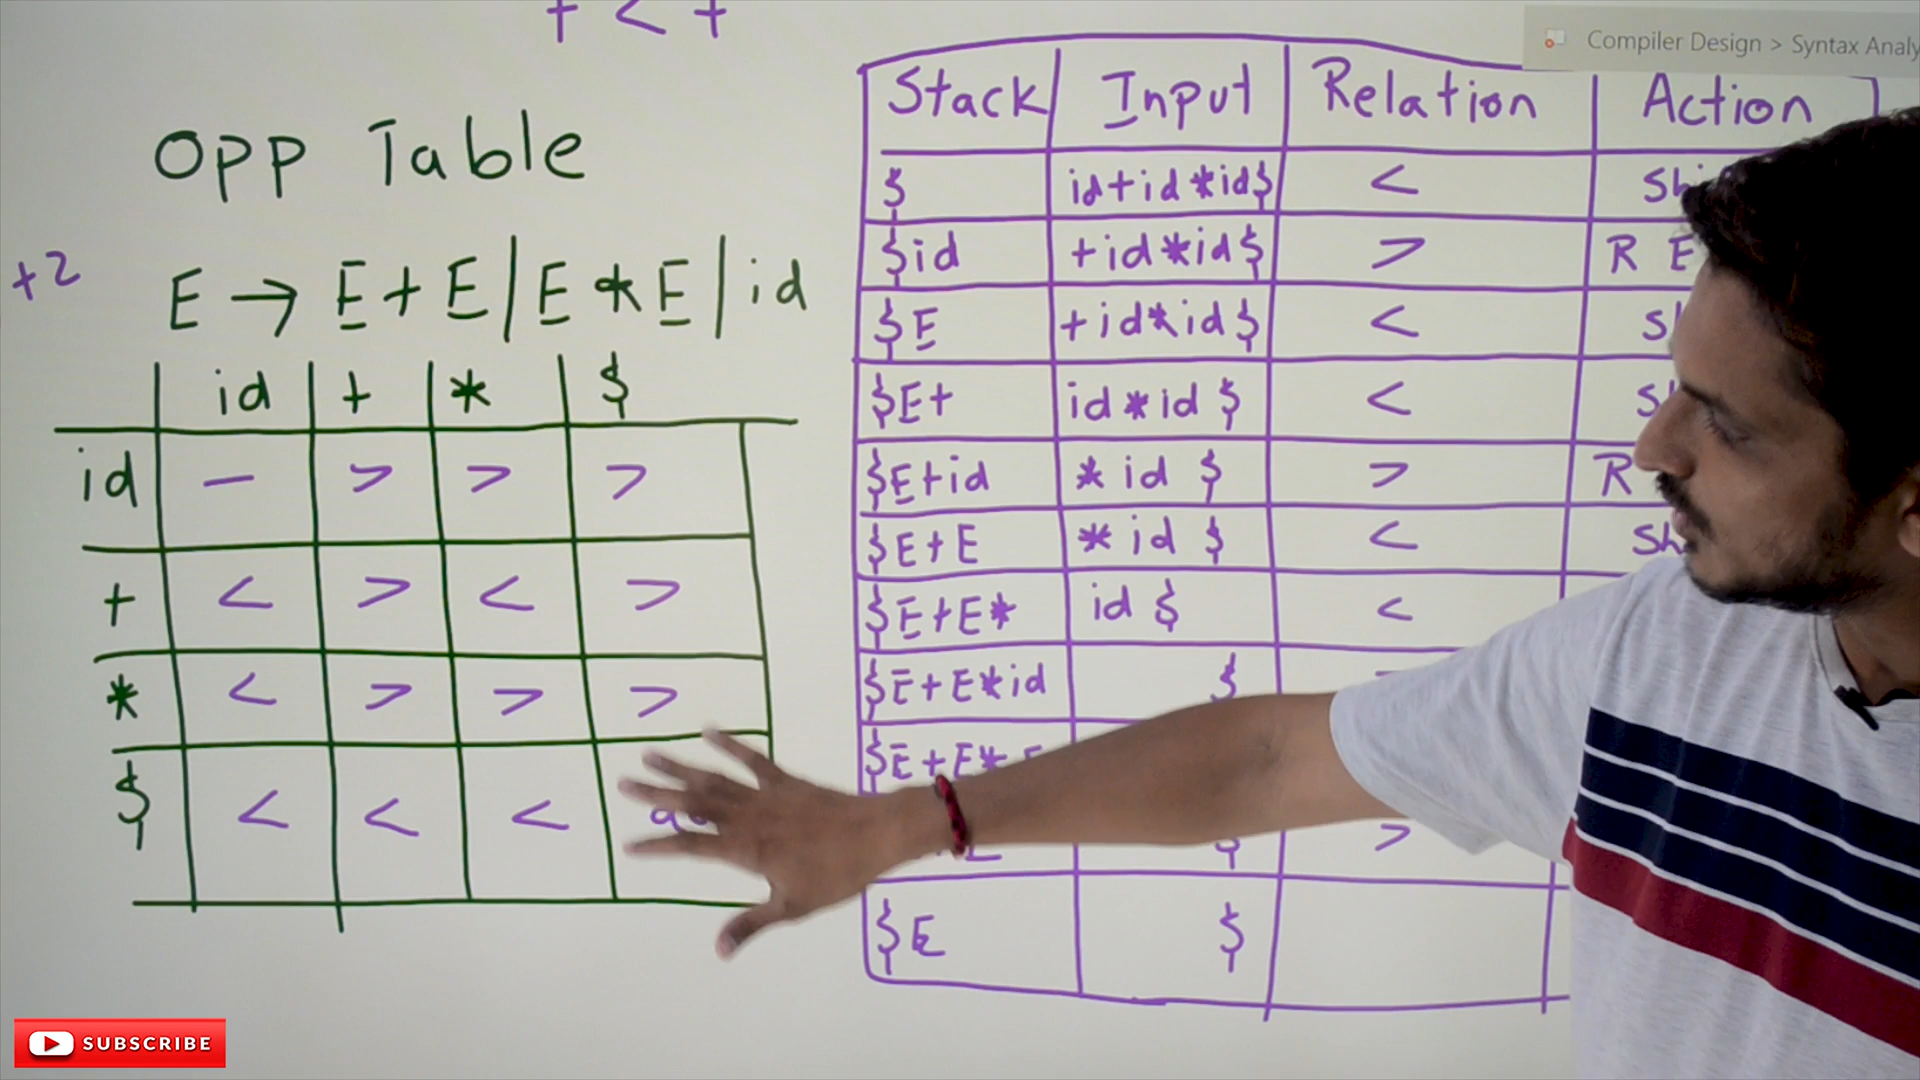 + < +
Compiler Design > Syntax
Opp Table
+2
E → E + E | E * E | id
id + * $
id — > > >
+ < > < >
* < > > >
$ < < <
Stack Input Relation Action
$ id+id*id$ <
$id +id*id$ > R E
$E +id*id$ <
$E+ id*id$ <
$E+id *id$ > R
$E+E *id$ <
$E+E* id$ <
$E+E*id $
$E+E*
$ >
$E $
SUBSCRIBE